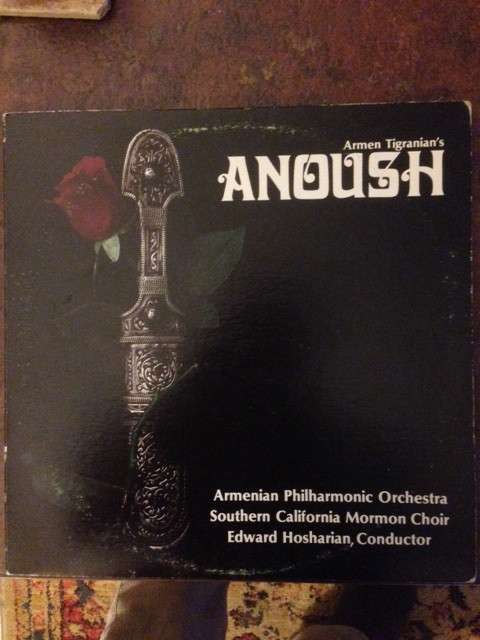 Armen Tigranian's
ANOUSH
Armenian Philharmonic Orchestra
Southern California Mormon Choir
Edward Hosharian, Conductor